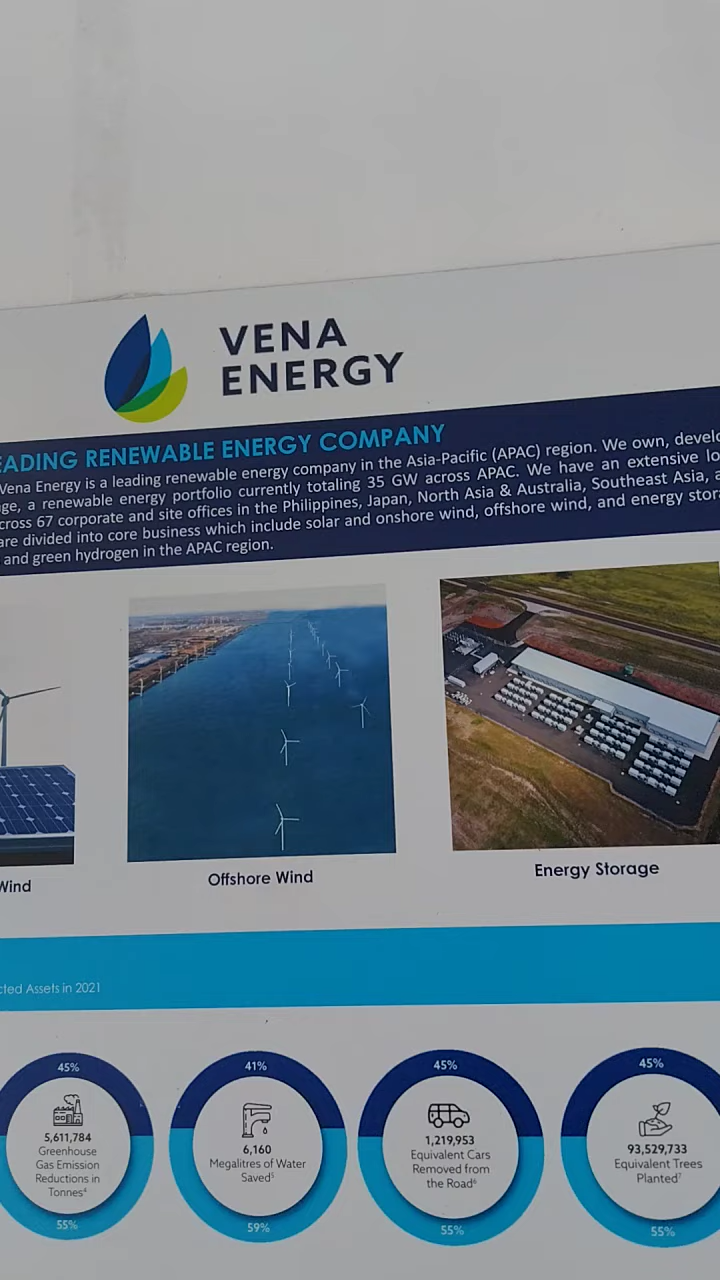 VENA
ENERGY
EADING RENEWABLE ENERGY COMPANY
Vena Energy is a leading renewable energy company in the Asia-Pacific (APAC) region. We own, develo
ge, a renewable energy portfolio currently totaling 35 GW across APAC. We have an extensive lo
cross 67 corporate and site offices in the Philippines, Japan, North Asia & Australia, Southeast Asia, a
are divided into core business which include solar and onshore wind, offshore wind, and energy stor
and green hydrogen in the APAC region.
Wind
Offshore Wind
Energy Storage
cted Assets in 2021
45%
5,611,784
Greenhouse
Gas Emission
Reductions in
Tonnes⁴
55%
41%
6,160
Megalitres of Water
Saved⁵
59%
45%
1,219,953
Equivalent Cars
Removed from
the Road⁶
55%
45%
93,529,733
Equivalent Trees
Planted⁷
55%